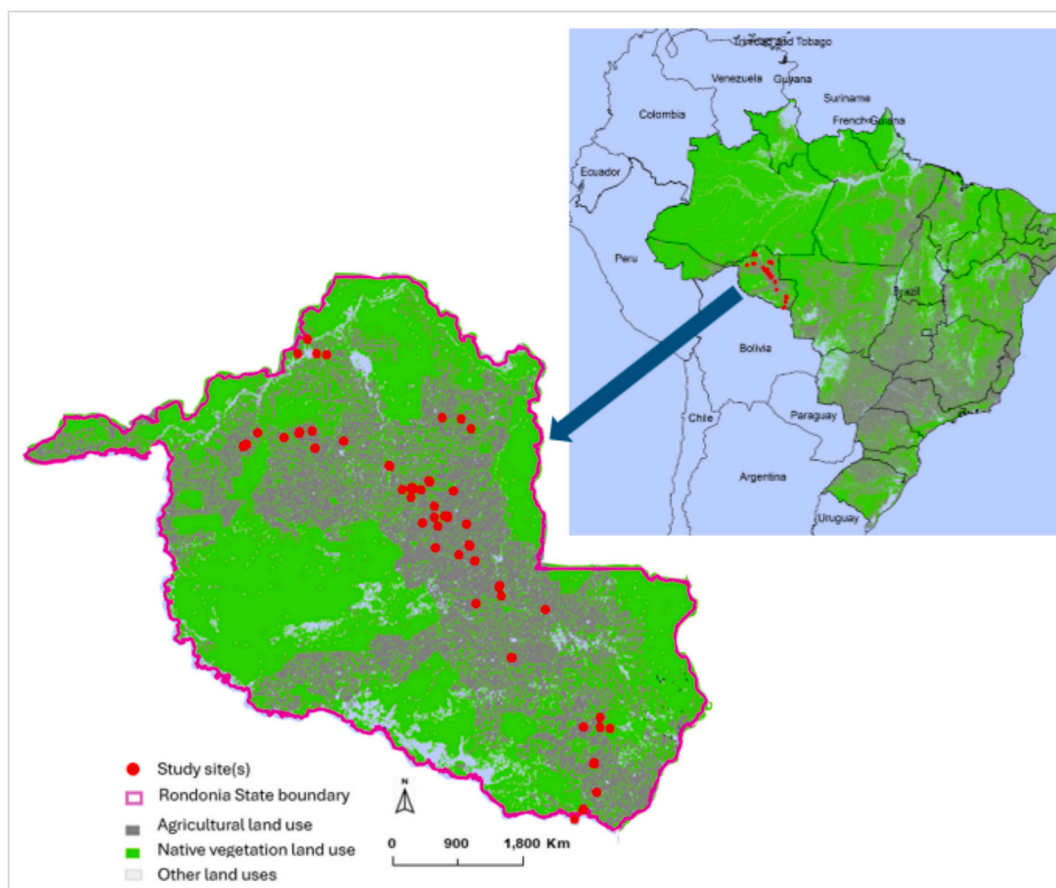 Trinidad and Tobago
Venezuela
Guyana
Suriname
Colombia
French Guiana
Ecuador
Peru
Brazil
Bolivia
Paraguay
Chile
Argentina
Uruguay
Study site(s)
Rondonia State boundary
Agricultural land use
Native vegetation land use
Other land uses
N
0 900 1,800 Km